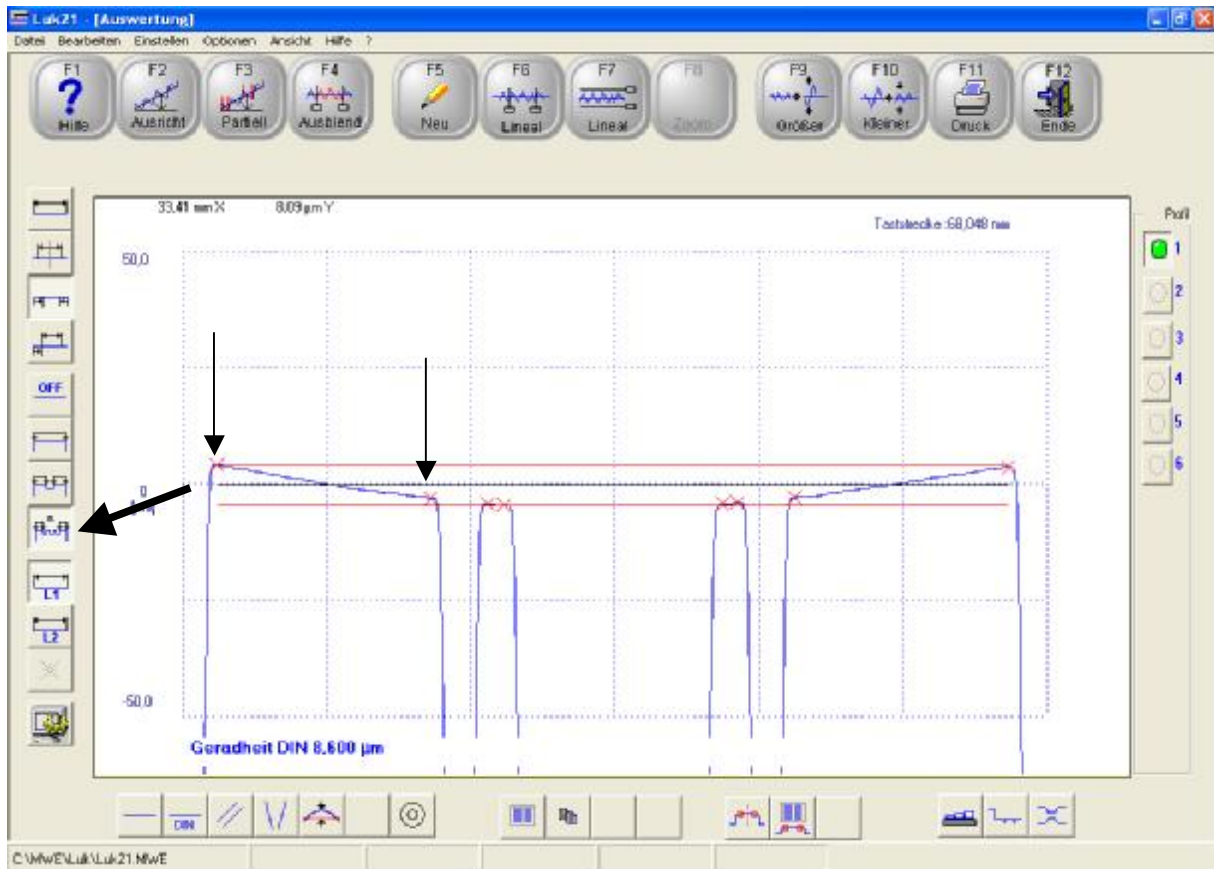 Luk21 - [Auswertung]
Datei Bearbeiten Einstellen Optionen Ansicht Hilfe ?
F1 F2 F3 F4 F5 F6 F7 F8 F9 F10 F11 F12
Hilfe Ausricht Partiell Ausblend Neu Lineal Lineal Zoom Größer Kleiner Druck Ende
33,41 mm X 8,09 µm Y
Taststrecke :68,048 mm
Profil
50,0
1
2
3
4
5
6
OFF
0
-50,0
L1
L2
Geradheit DIN 8,600 µm
DIN
C:\MWE\Luk\Luk21.MWE